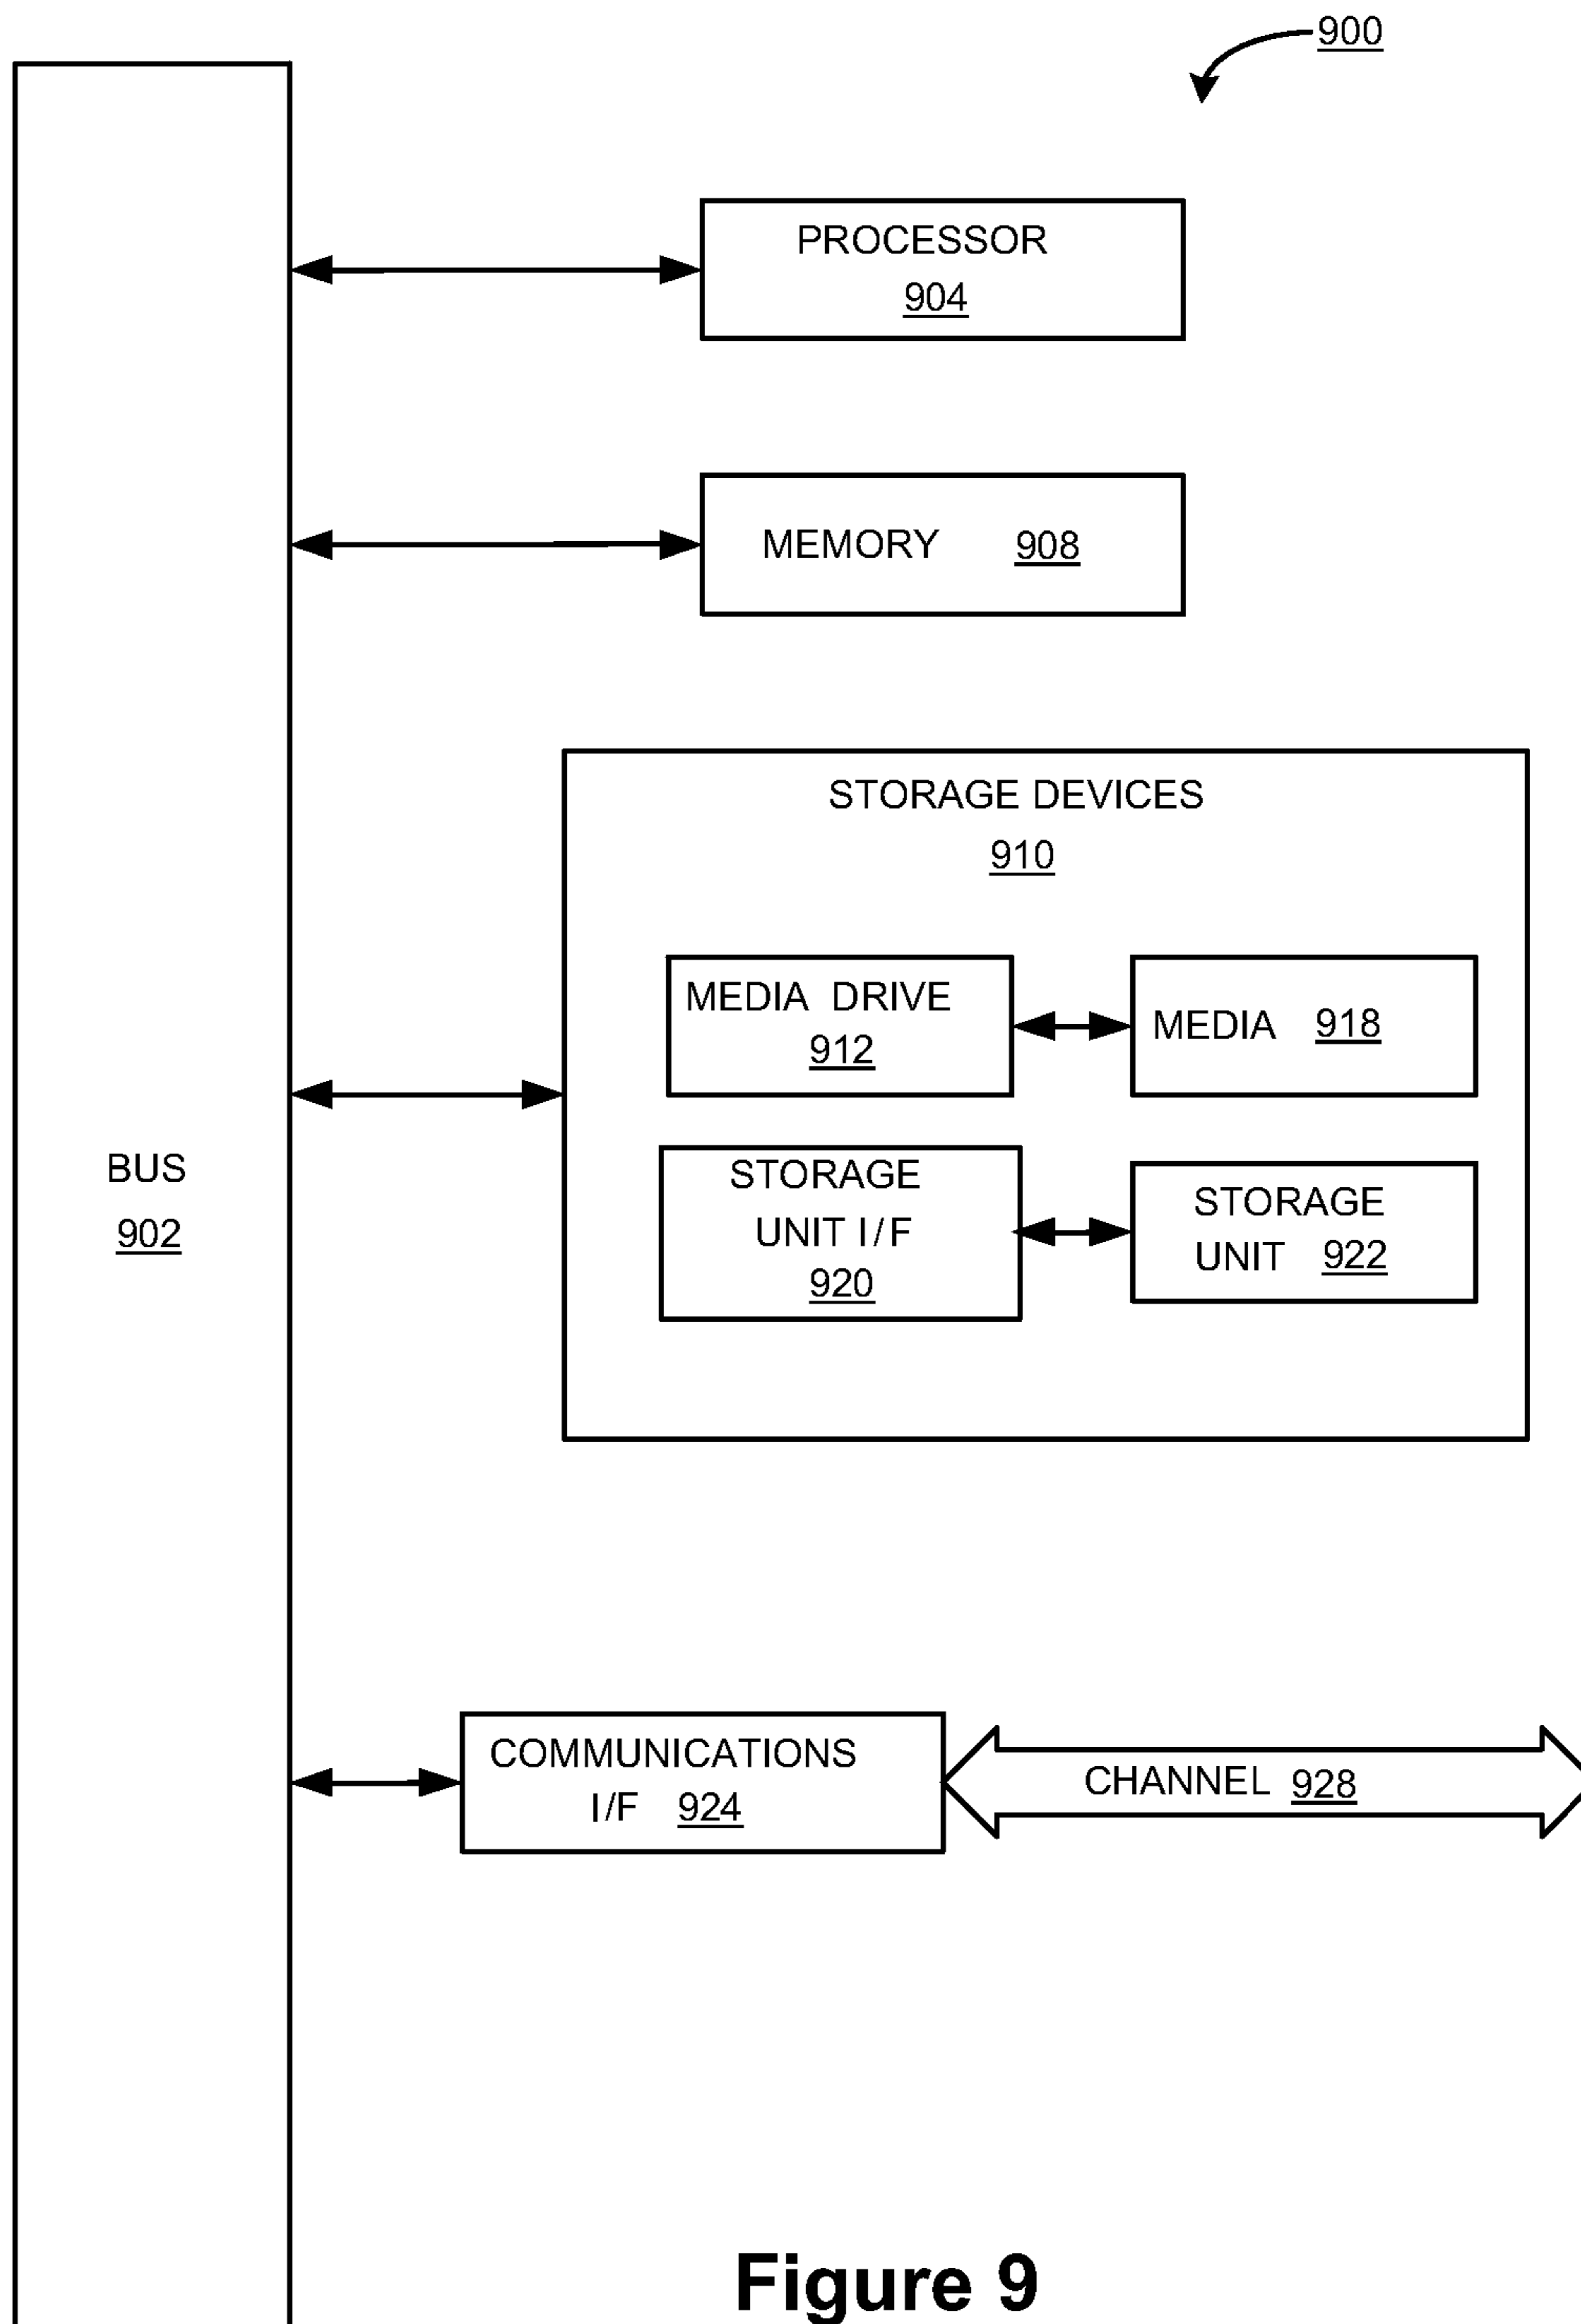 900
PROCESSOR
904
MEMORY 908
STORAGE DEVICES
910
MEDIA DRIVE
912
MEDIA 918
STORAGE
UNIT I/F
920
STORAGE
UNIT 922
BUS
902
COMMUNICATIONS
I/F 924
CHANNEL 928
Figure 9